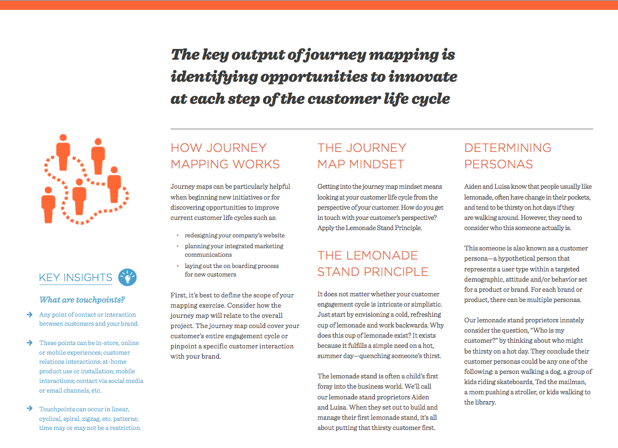 The key output of journey mapping is
identifying opportunities to innovate
at each step of the customer life cycle
KEY INSIGHTS
What are touchpoints?
Any point of contact or interaction
between customers and your brand.
These points can be in-store, online
or mobile experiences; customer
relations interactions; at-home
product use or installation; mobile
interactions; contact via social media
or email channels, etc.
Touchpoints can occur in linear,
cyclical, spiral, zigzag, etc. patterns;
time may or may not be a restriction.
HOW JOURNEY
MAPPING WORKS
Journey maps can be particularly helpful
when beginning new initiatives or for
discovering opportunities to improve
current customer life cycles such as:
• redesigning your company's website
• planning your integrated marketing
communications
• laying out the on boarding process
for new customers
First, it's best to define the scope of your
mapping exercise. Consider how the
journey map will relate to the overall
project. The journey map could cover your
customer's entire engagement cycle or
pinpoint a specific customer interaction
with your brand.
THE JOURNEY
MAP MINDSET
Getting into the journey map mindset means
looking at your customer life cycle from the
perspective of your customer. How do you get
in touch with your customer's perspective?
Apply the Lemonade Stand Principle.
THE LEMONADE
STAND PRINCIPLE
It does not matter whether your customer
engagement cycle is intricate or simplistic.
Just start by envisioning a cold, refreshing
cup of lemonade and work backwards. Why
does this cup of lemonade exist? It exists
because it fulfills a simple need on a hot,
summer day—quenching someone's thirst.
The lemonade stand is often a child's first
foray into the business world. We'll call
our lemonade stand proprietors Aiden
and Luisa. When they set out to build and
manage their first lemonade stand, it's all
about putting that thirsty customer first.
DETERMINING
PERSONAS
Aiden and Luisa know that people usually like
lemonade, often have change in their pockets,
and tend to be thirsty on hot days if they
are walking around. However, they need to
consider who this someone actually is.
This someone is also known as a customer
persona—a hypothetical person that
represents a user type within a targeted
demographic, attitude and/or behavior set
for a product or brand. For each brand or
product, there can be multiple personas.
Our lemonade stand proprietors innately
consider the question, "Who is my
customer?" by thinking about who might
be thirsty on a hot day. They conclude their
customer personas could be any one of the
following: a person walking a dog, a group of
kids riding skateboards, Ted the mailman,
a mom pushing a stroller, or kids walking to
the library.